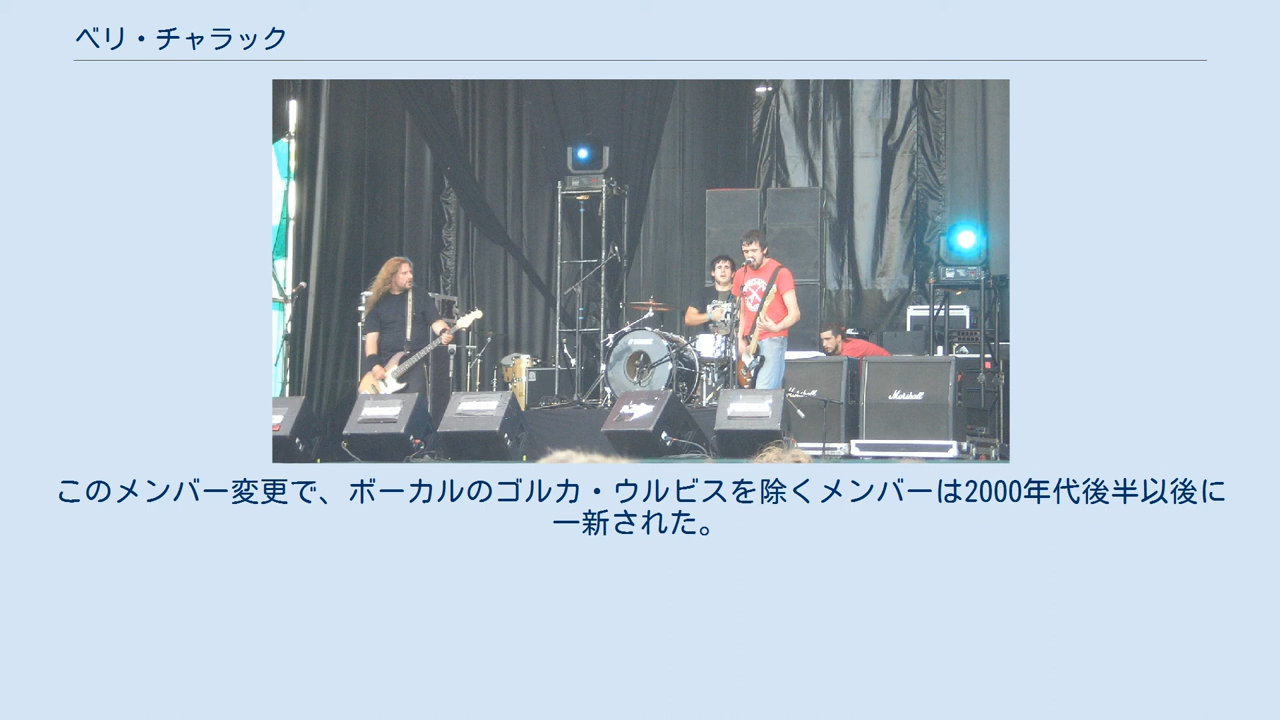 ベリ・チャラック
Marshall
このメンバー変更で、ボーカルのゴルカ・ウルビスを除くメンバーは2000年代後半以後に
一新された。